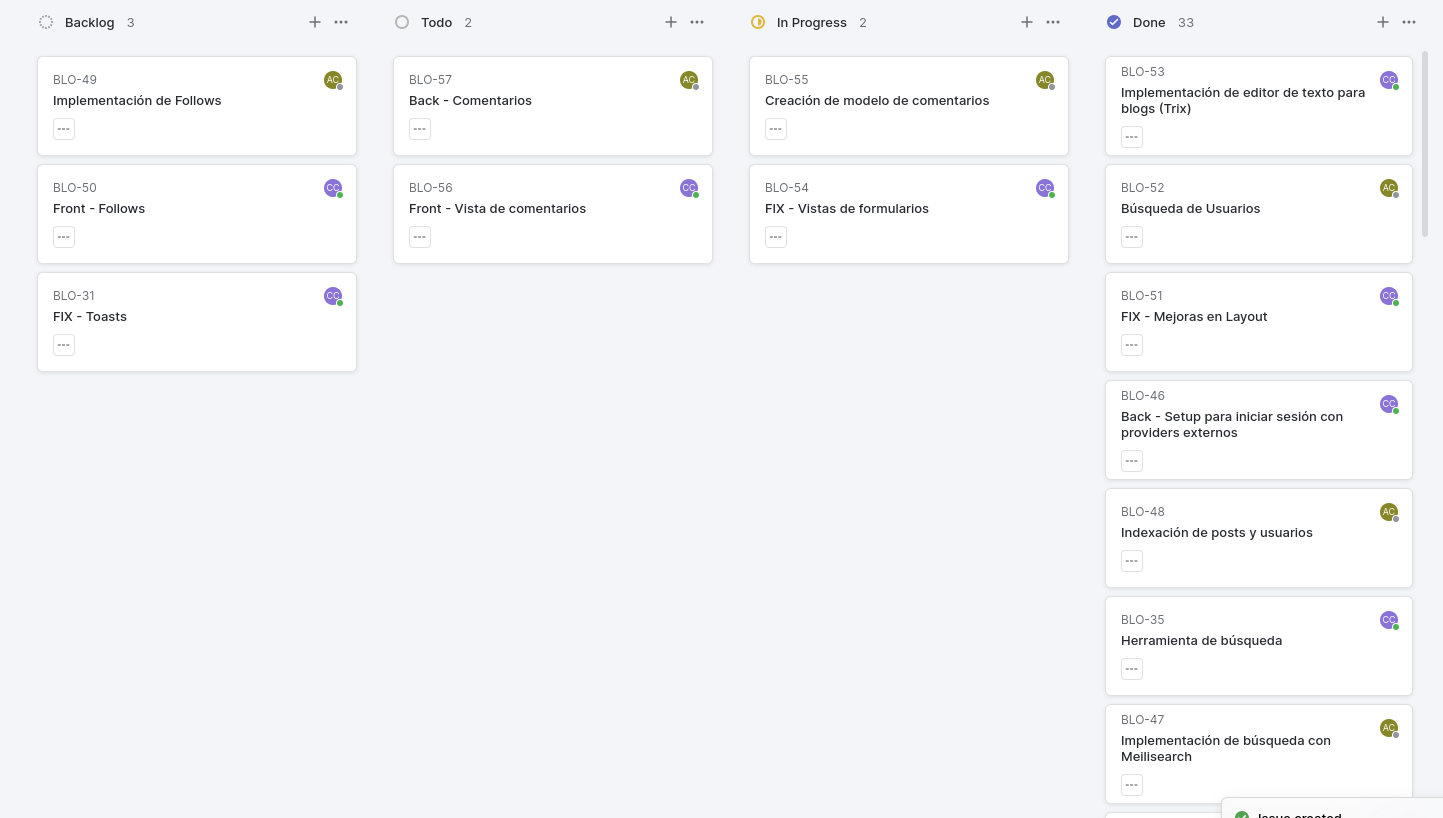 Backlog 3
BLO-49
AC
Implementación de Follows
---
BLO-50
CC
Front - Follows
---
BLO-31
CC
FIX - Toasts
---
Todo 2
BLO-57
AC
Back - Comentarios
---
BLO-56
CC
Front - Vista de comentarios
---
In Progress 2
BLO-55
AC
Creación de modelo de comentarios
---
BLO-54
CC
FIX - Vistas de formularios
---
Done 33
BLO-53
CC
Implementación de editor de texto para
blogs (Trix)
---
BLO-52
AC
Búsqueda de Usuarios
---
BLO-51
CC
FIX - Mejoras en Layout
---
BLO-46
CC
Back - Setup para iniciar sesión con
providers externos
---
BLO-48
AC
Indexación de posts y usuarios
---
BLO-35
CC
Herramienta de búsqueda
---
BLO-47
AC
Implementación de búsqueda con
Meilisearch
---
Issue created